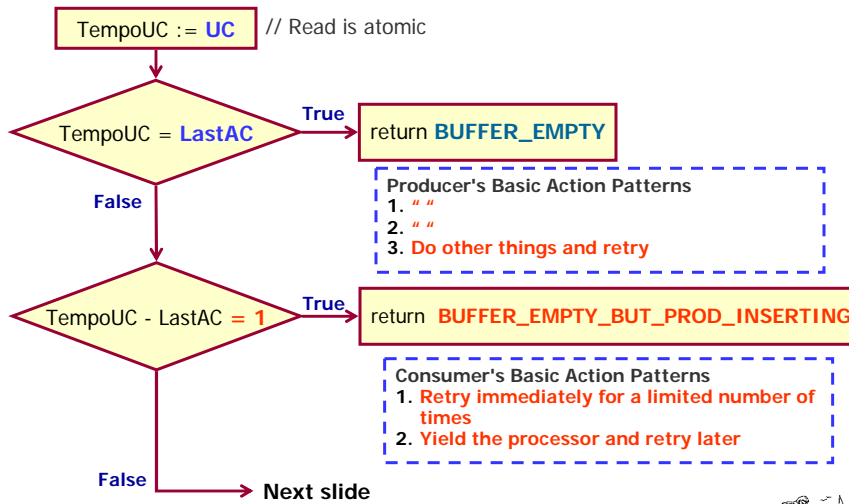 TempoUC := UC // Read is atomic
TempoUC = LastAC
True
return BUFFER_EMPTY
False
Producer's Basic Action Patterns
1. “ “
2. “ “
3. Do other things and retry
TempoUC - LastAC = 1
True
return BUFFER_EMPTY_BUT_PROD_INSERTING
Consumer's Basic Action Patterns
1. Retry immediately for a limited number of
times
2. Yield the processor and retry later
False
Next slide